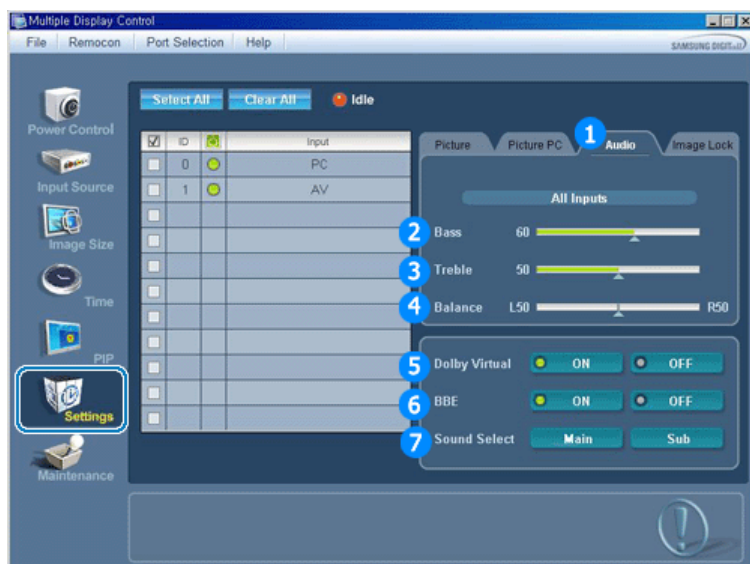 Multiple Display Control
File Remocon Port Selection Help
SAMSUNG DIGIT...
Select All Clear All Idle
Power Control
Input Source
Image Size
Time
PIP
Settings
Maintenance
ID Input
0 PC
1 AV
Picture Picture PC 1 Audio Image Lock
All Inputs
2 Bass 60
3 Treble 50
4 Balance L50 R50
5 Dolby Virtual ON OFF
6 BBE ON OFF
7 Sound Select Main Sub